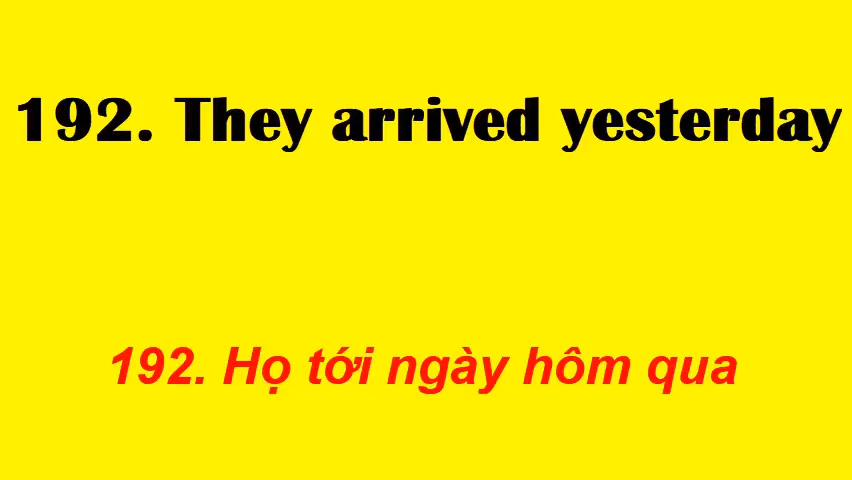 192. They arrived yesterday
192. Họ tới ngày hôm qua